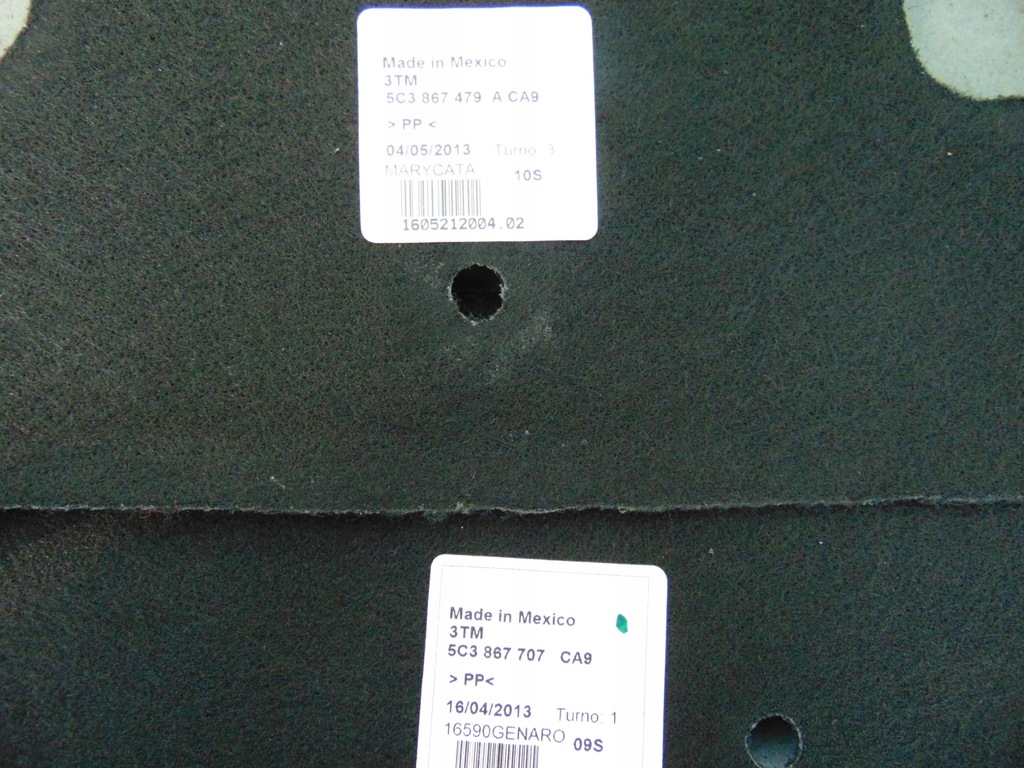 Made in Mexico
3TM
5C3 867 479 A CA9
> PP <
04/05/2013 Turno: 3
MARYCATA 10S
1605212004.02
Made in Mexico
3TM
5C3 867 707 CA9
> PP<
16/04/2013 Turno: 1
16590GENARO 09S